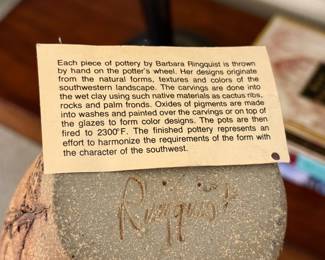 Each piece of pottery by Barbara Ringquist is thrown
by hand on the potter's wheel. Her designs originate
from the natural forms, textures and colors of the
southwestern landscape. The carvings are done into
the wet clay using such native materials as cactus ribs,
rocks and palm fronds. Oxides of pigments are made
into washes and painted over the carvings or on top of
the glazes to form color designs. The pots are then
fired to 2300°F. The finished pottery represents an
effort to harmonize the requirements of the form with
the character of the southwest.
Ringquist